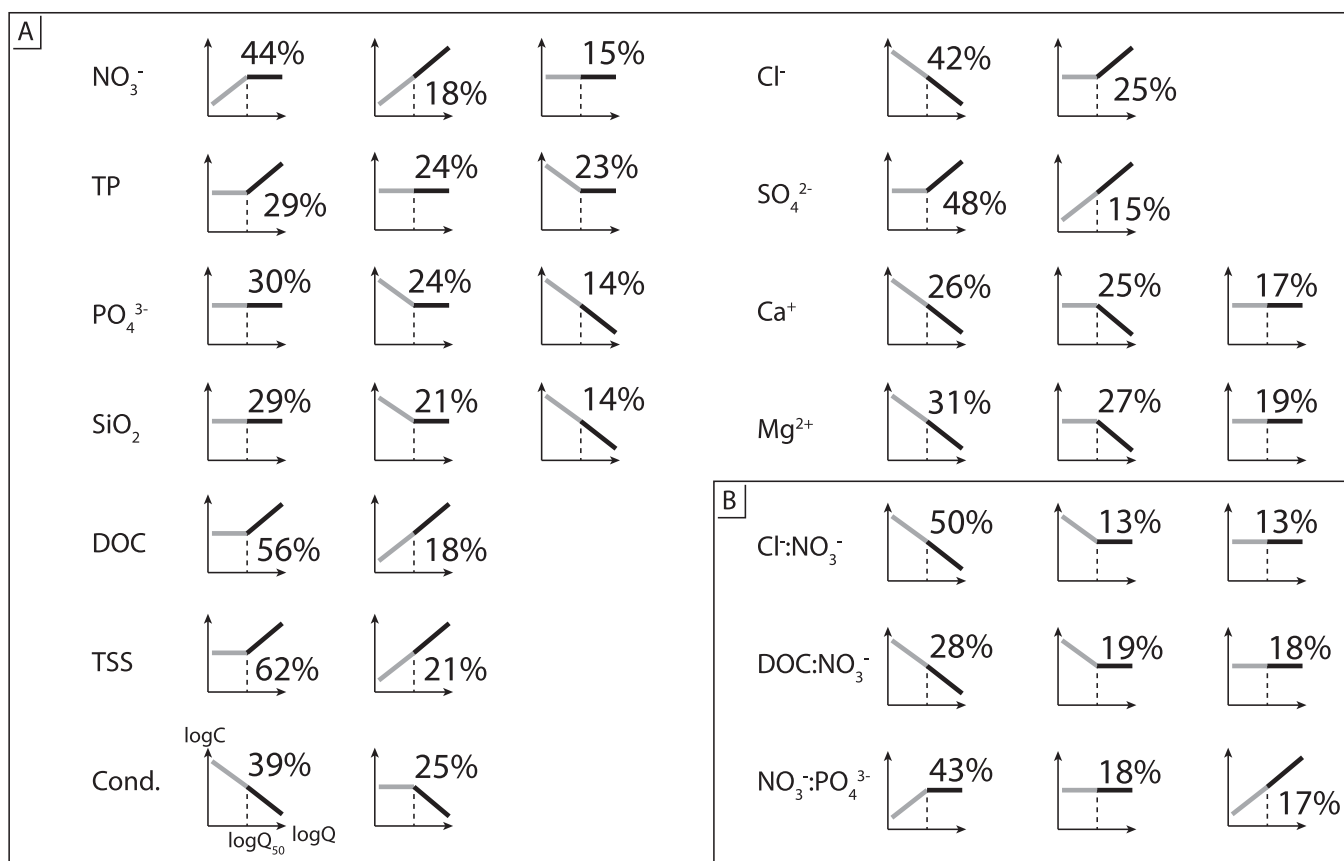 A
NO₃⁻ 44% 18% 15%
TP 29% 24% 23%
PO₄³⁻ 30% 24% 14%
SiO₂ 29% 21% 14%
DOC 56% 18%
TSS 62% 21%
logC
Cond. 39% 25%
logQ₅₀ logQ
Cl⁻ 42% 25%
SO₄²⁻ 48% 15%
Ca⁺ 26% 25% 17%
Mg²⁺ 31% 27% 19%
B
Cl⁻:NO₃⁻ 50% 13% 13%
DOC:NO₃⁻ 28% 19% 18%
NO₃⁻:PO₄³⁻ 43% 18% 17%